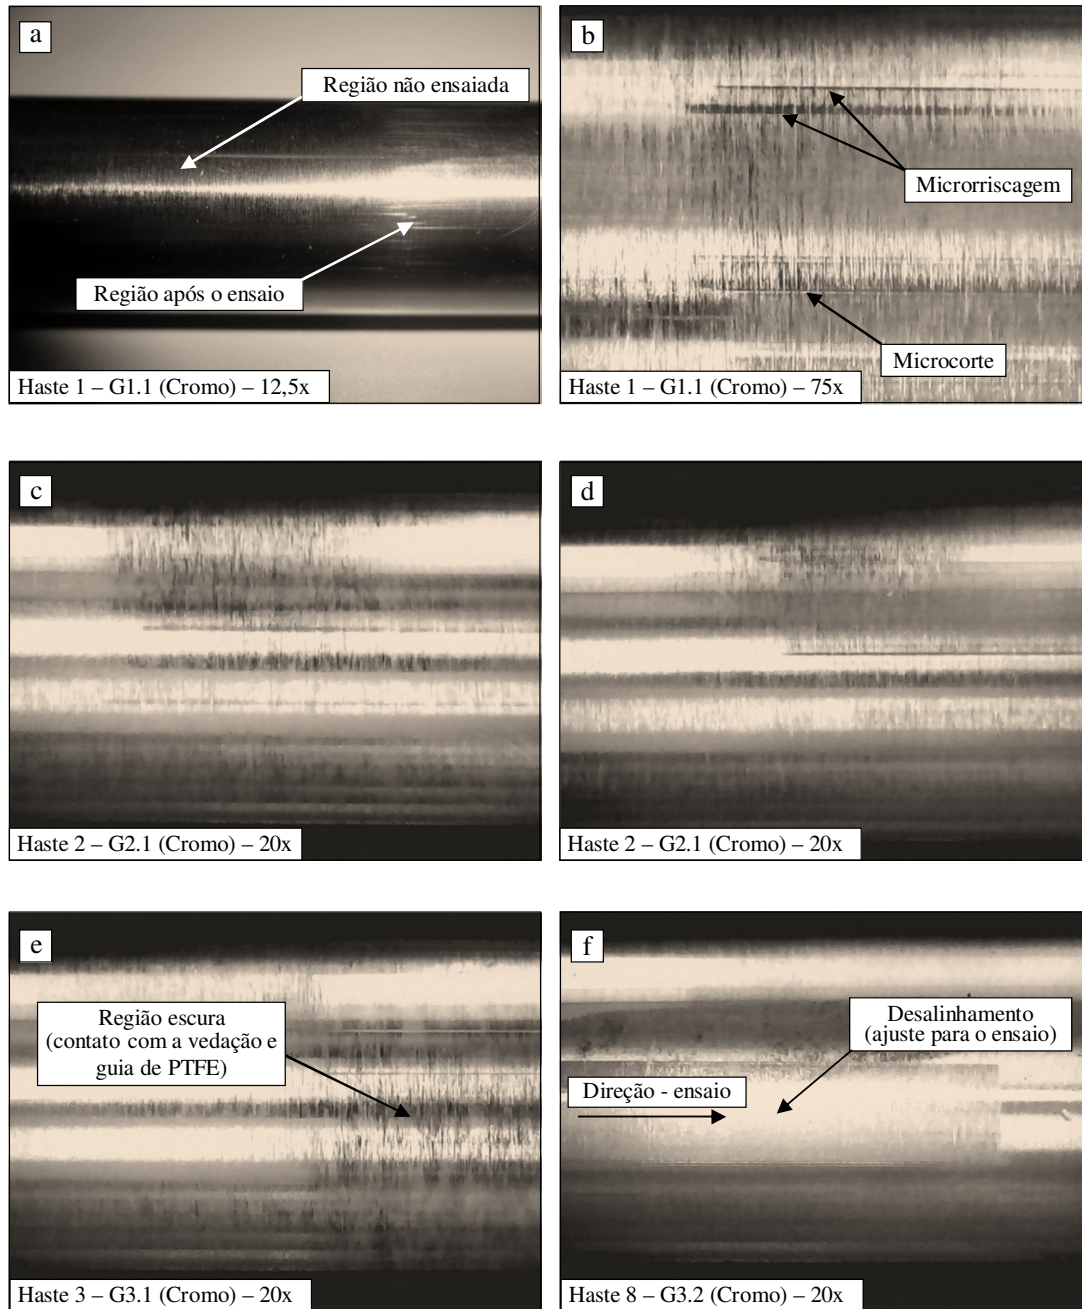 a
Região não ensaiada
Região após o ensaio
Haste 1 – G1.1 (Cromo) – 12,5x
b
Microrriscagem
Microcorte
Haste 1 – G1.1 (Cromo) – 75x
c
Haste 2 – G2.1 (Cromo) – 20x
d
Haste 2 – G2.1 (Cromo) – 20x
e
Região escura
(contato com a vedação e
guia de PTFE)
Haste 3 – G3.1 (Cromo) – 20x
f
Desalinhamento
(ajuste para o ensaio)
Direção - ensaio
Haste 8 – G3.2 (Cromo) – 20x